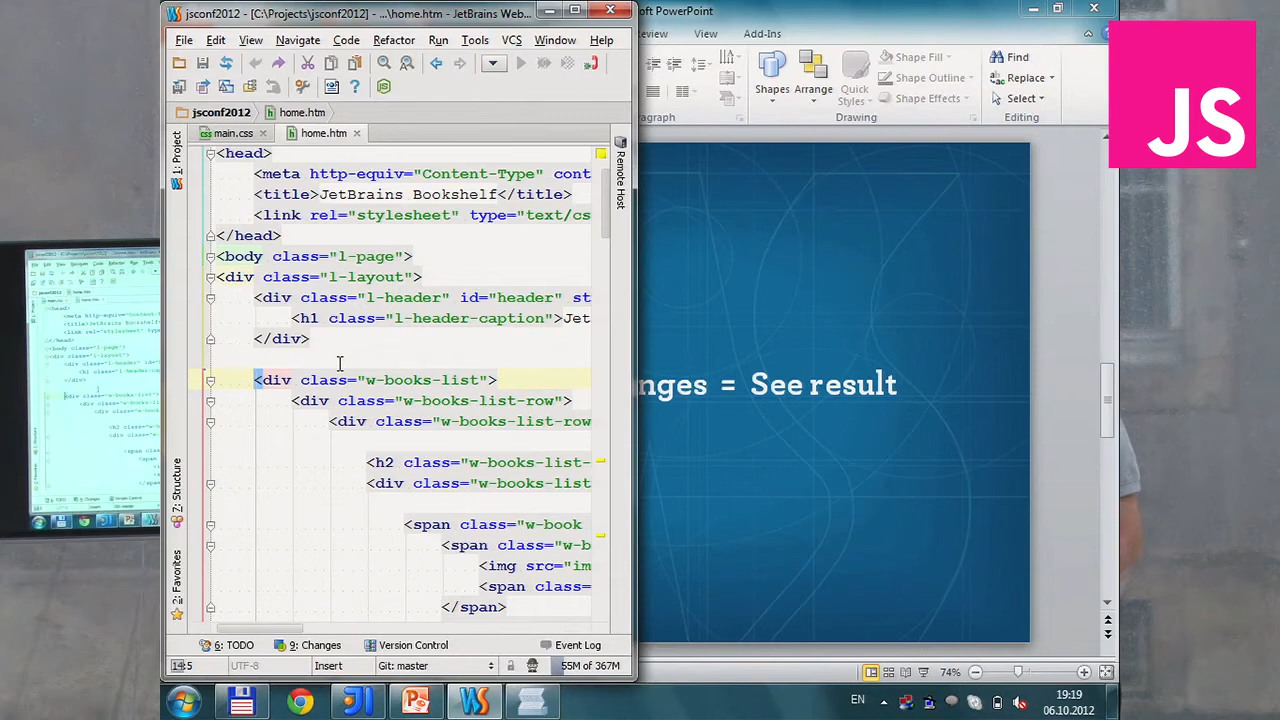 jsconf2012 - [C:\Projects\jsconf2012] - ...\home.htm - JetBrains Web...
File Edit View Navigate Code Refactor Run Tools VCS Window Help
jsconf2012 home.htm
main.css home.htm
1: Project
7: Structure
2: Favorites
<head>
<meta http-equiv="Content-Type" cont
<title>JetBrains Bookshelf</title>
<link rel="stylesheet" type="text/cs
</head>
<body class="l-page">
<div class="l-layout">
<div class="l-header" id="header" st
<h1 class="l-header-caption">Jet
</div>
<div class="w-books-list">
<div class="w-books-list-row">
<div class="w-books-list-row
<h2 class="w-books-list-
<div class="w-books-list
<span class="w-book
<span class="w-b
<img src="im
<span class=
</span>
Remote Host
6: TODO 9: Changes Version Control Event Log
14:5 UTF-8 Insert Git: master 55M of 367M
soft PowerPoint
Review View Add-Ins
Shapes Arrange Quick Styles
Shape Fill
Shape Outline
Shape Effects
Find
Replace
Select
Paragraph Drawing Editing
nges = See result
74%
EN
19:19
06.10.2012
JS